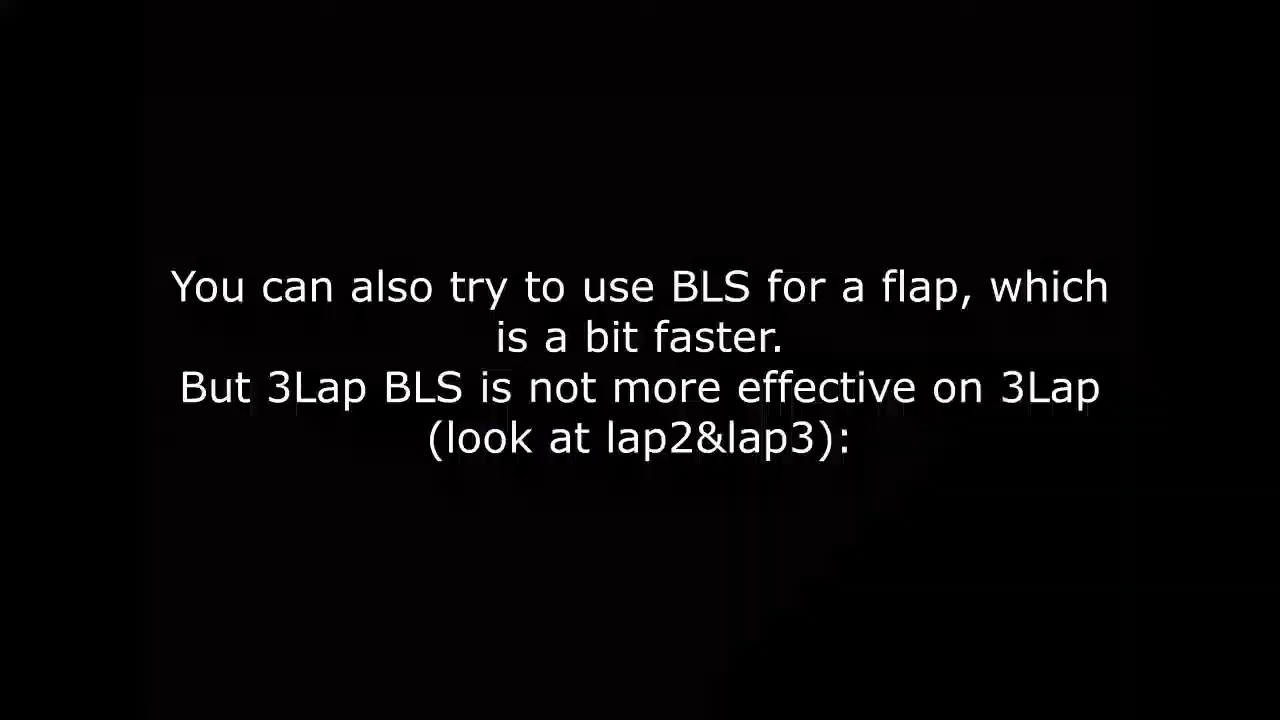 You can also try to use BLS for a flap, which
is a bit faster.
But 3Lap BLS is not more effective on 3Lap
(look at lap2&lap3):